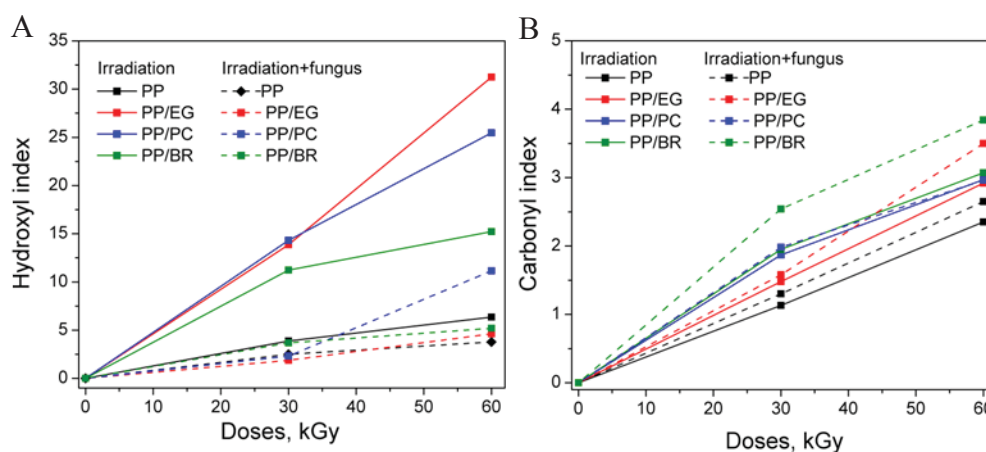 A
Hydroxyl index
35
30
25
20
15
10
5
0
Irradiation Irradiation+fungus
PP -PP
PP/EG PP/EG
PP/PC PP/PC
PP/BR PP/BR
0 10 20 30 40 50 60
Doses, kGy
B
Carbonyl index
5
4
3
2
1
0
Irradiation Irradiation+fungus
PP -PP
PP/EG PP/EG
PP/PC PP/PC
PP/BR PP/BR
0 10 20 30 40 50 60
Doses, kGy